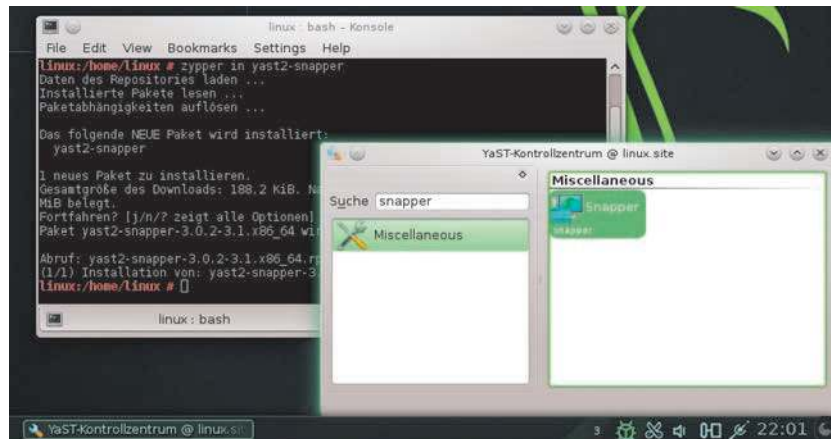 linux : bash – Konsole
File Edit View Bookmarks Settings Help
linux:/home/linux # zypper in yast2-snapper
Daten des Repositories laden ...
Installierte Pakete lesen ...
Paketabhängigkeiten auflösen ...
Das folgende NEUE Paket wird installiert:
yast2-snapper
1 neues Paket zu installieren.
Gesamtgröße des Downloads: 188,2 KiB.
MiB belegt.
Fortfahren? [j/n/? zeigt alle Optionen]
Paket yast2-snapper-3.0.2-3.1.x86_64
Abruf: yast2-snapper-3.0.2-3.1.x86_64.
(1/1) Installation von: yast2-snapper-3
linux:/home/linux #
linux : bash
YaST-Kontrollzentrum @ linux.site
Suche snapper
Miscellaneous
Miscellaneous
Snapper
snapper
YaST-Kontrollzentrum @ linux.sit
3 22:01